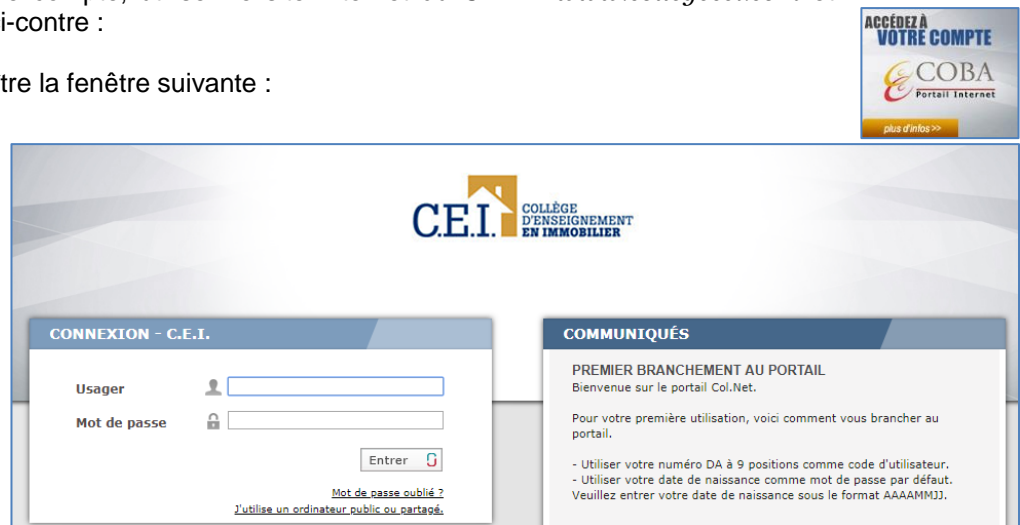 i-contre :
ACCÉDEZ À
VOTRE COMPTE
COBA
Portail Internet
plus d'infos >>
tre la fenêtre suivante :
C.E.I. COLLÈGE
D'ENSEIGNEMENT
EN IMMOBILIER
CONNEXION - C.E.I.
Usager
Mot de passe
Entrer
Mot de passe oublié ?
J'utilise un ordinateur public ou partagé.
COMMUNIQUÉS
PREMIER BRANCHEMENT AU PORTAIL
Bienvenue sur le portail Col.Net.
Pour votre première utilisation, voici comment vous brancher au
portail.
- Utiliser votre numéro DA à 9 positions comme code d'utilisateur.
- Utiliser votre date de naissance comme mot de passe par défaut.
Veuillez entrer votre date de naissance sous le format AAAAMMJJ.